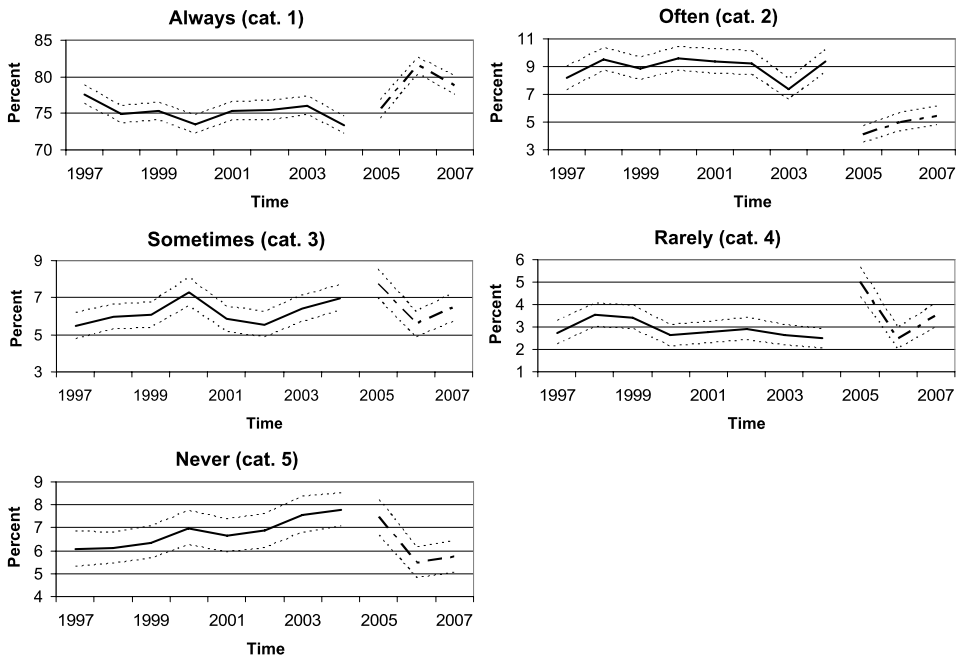 Always (cat. 1)
Percent
85
80
75
70
1997 1999 2001 2003 2005 2007
Time
Often (cat. 2)
Percent
11
9
7
5
3
1997 1999 2001 2003 2005 2007
Time
Sometimes (cat. 3)
Percent
9
7
5
3
1997 1999 2001 2003 2005 2007
Time
Rarely (cat. 4)
Percent
6
5
4
3
2
1
1997 1999 2001 2003 2005 2007
Time
Never (cat. 5)
Percent
9
8
7
6
5
4
1997 1999 2001 2003 2005 2007
Time